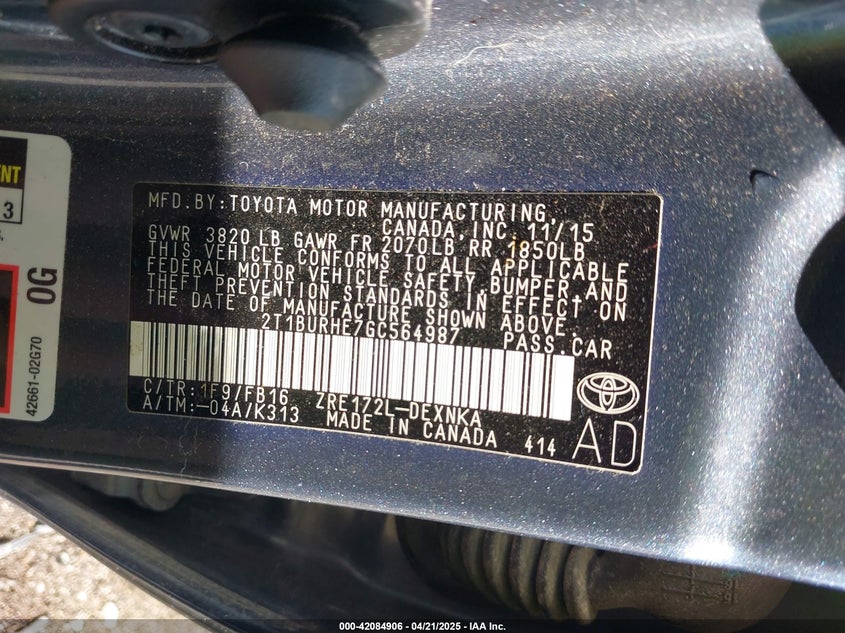 NT
3
OG
42661-02G70
MFD.BY:TOYOTA MOTOR MANUFACTURING,
CANADA, INC. 11/15
GVWR 3820 LB GAWR FR 2070LB RR 1850LB
THIS VEHICLE CONFORMS TO ALL APPLICABLE
FEDERAL MOTOR VEHICLE SAFETY,BUMPER AND
THEFT PREVENTION STANDARDS IN EFFECT ON
THE DATE OF MANUFACTURE SHOWN ABOVE.
2T1BURHE7GC564987 PASS.CAR
C/TR:1F9/FB16 ZRE172L-DEXNKA
A/TM:-04A/K313 MADE IN CANADA 414
AD
000-42084906 - 04/21/2025 - IAA Inc.